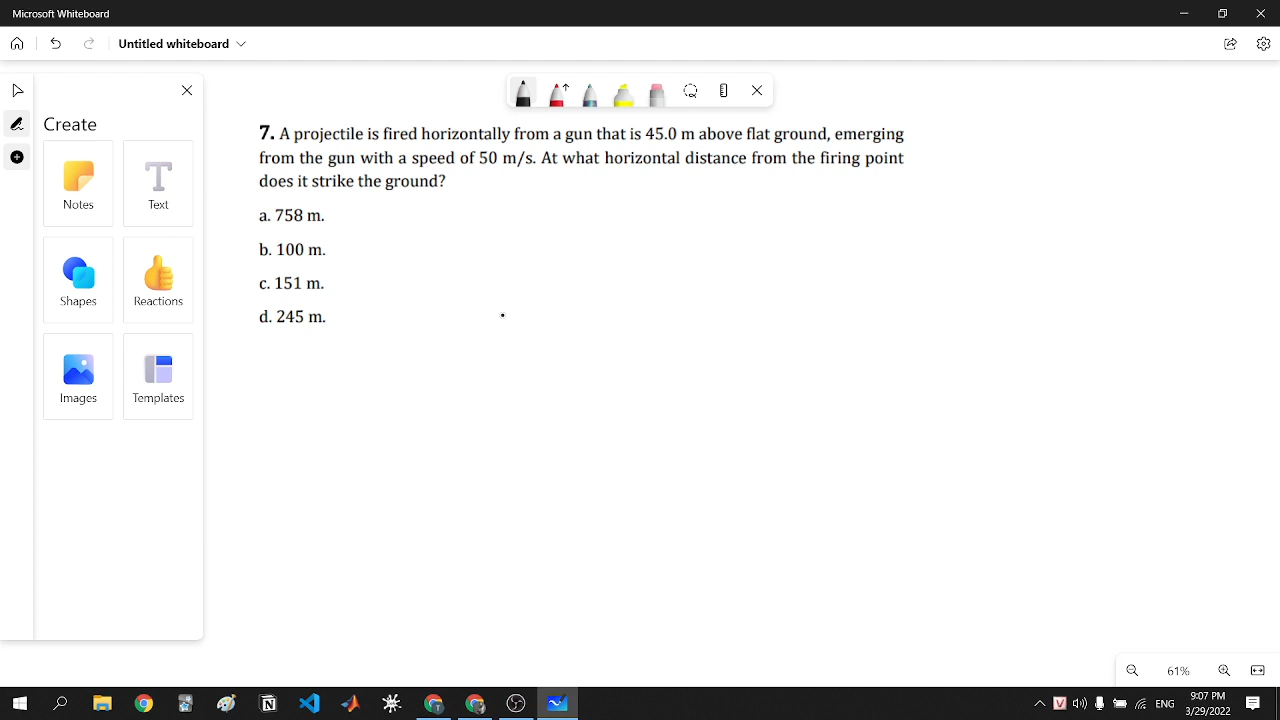 Microsoft Whiteboard
Untitled whiteboard
Create
Notes
Text
Shapes
Reactions
Images
Templates
7. A projectile is fired horizontally from a gun that is 45.0 m above flat ground, emerging
from the gun with a speed of 50 m/s. At what horizontal distance from the firing point
does it strike the ground?
a. 758 m.
b. 100 m.
c. 151 m.
d. 245 m.
61%
ENG
9:07 PM
3/29/2022